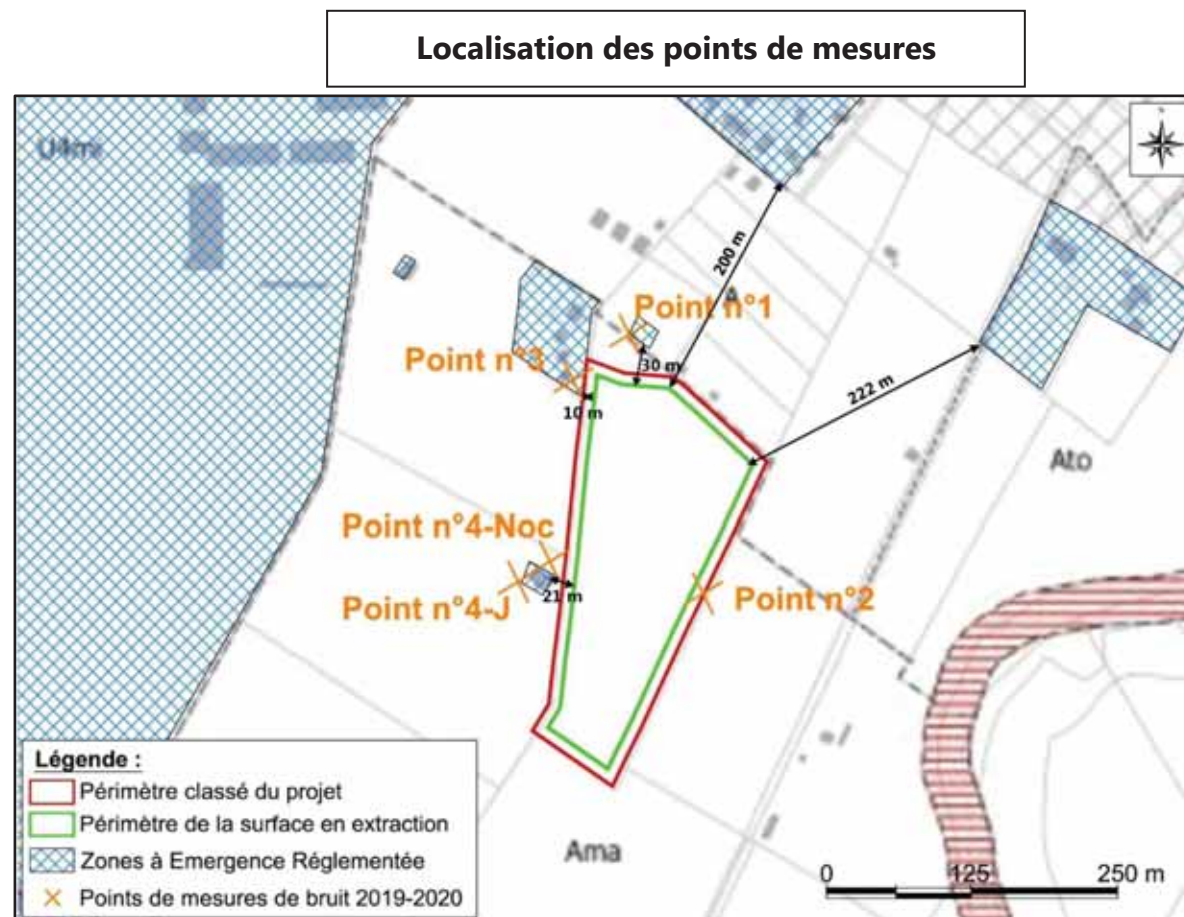 Localisation des points de mesures
U4mi
200 m
A
Point n°1
Point n°3
30 m
10 m
222 m
Ato
Point n°4-Noc
21 m
Point n°4-J
Point n°2
Légende :
Périmètre classé du projet
Périmètre de la surface en extraction
Zones à Emergence Réglementée
Points de mesures de bruit 2019-2020
Ama
0 125 250 m